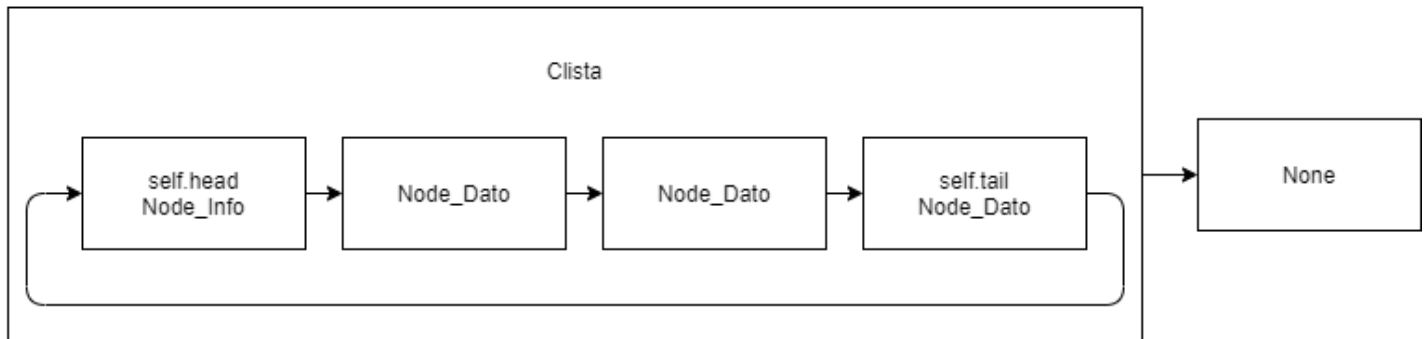 Clista
self.head
Node_Info
Node_Dato
Node_Dato
self.tail
Node_Dato
None